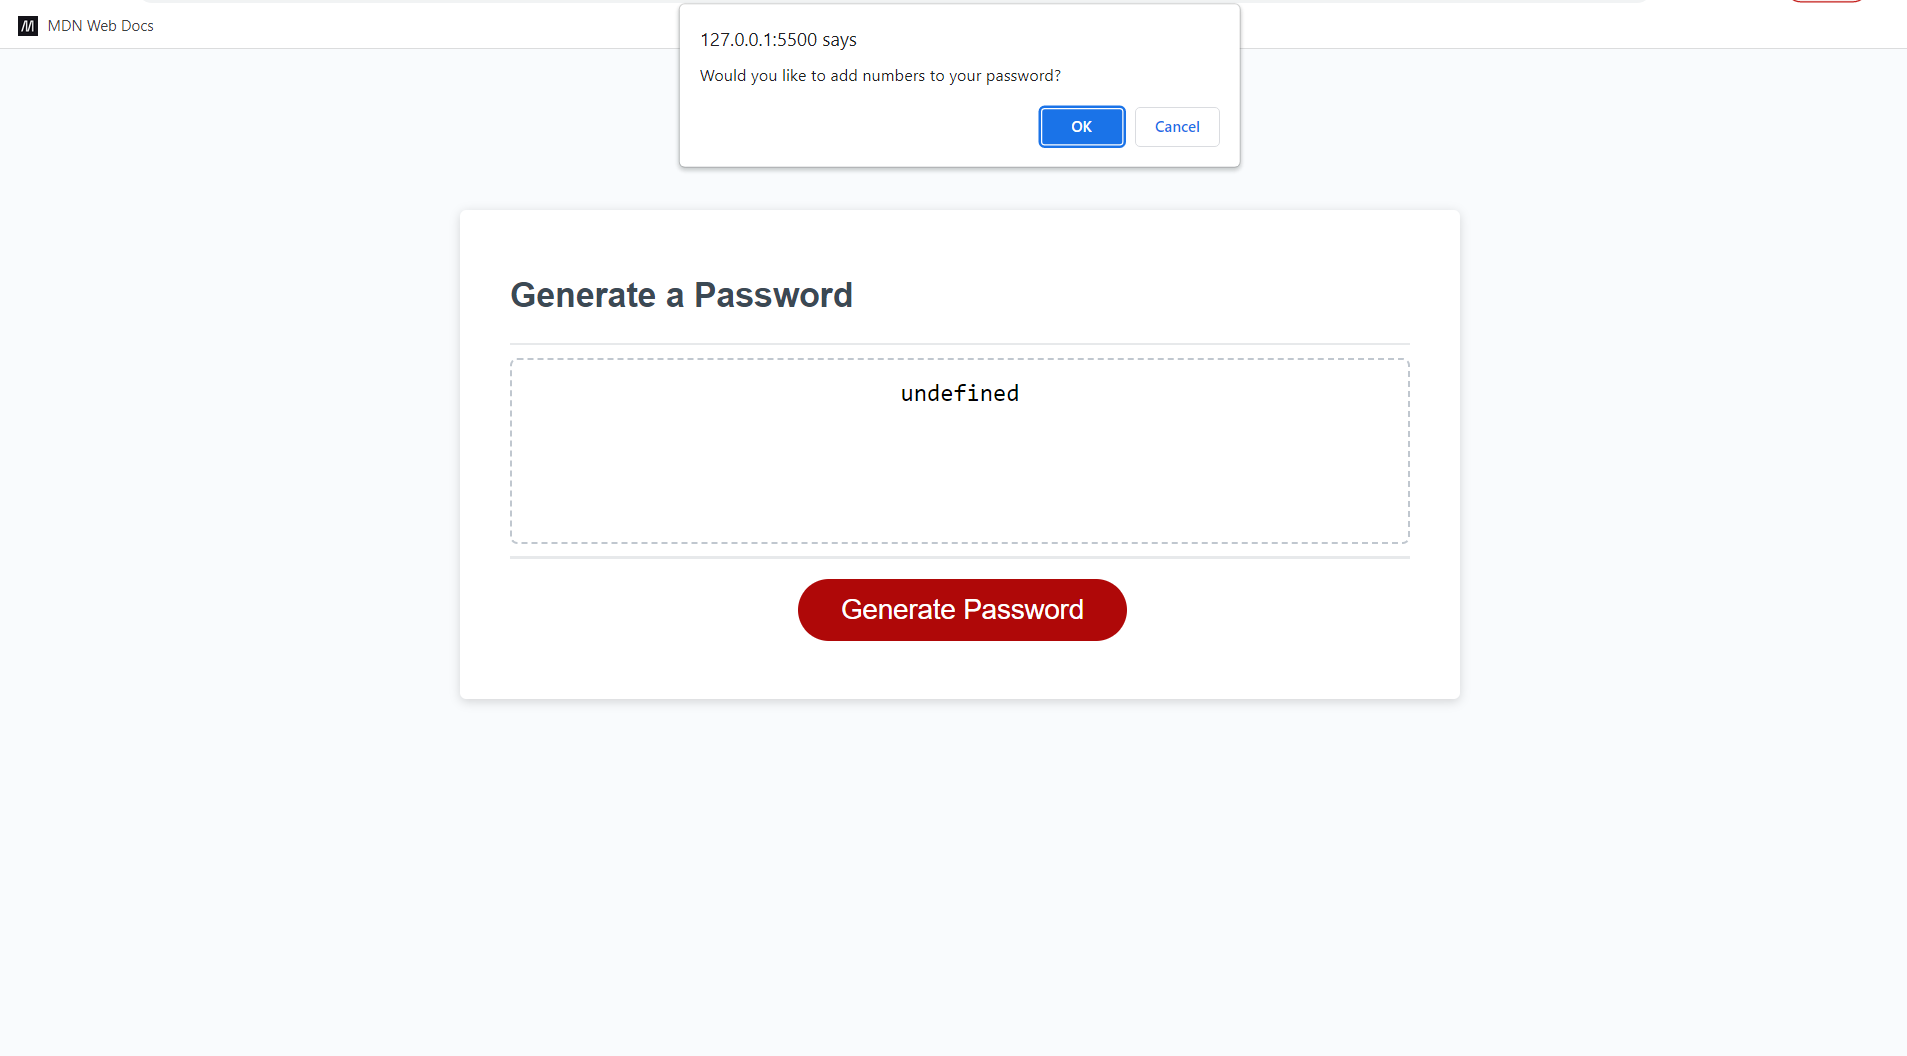 MDN Web Docs
127.0.0.1:5500 says
Would you like to add numbers to your password?
OK
Cancel
Generate a Password
undefined
Generate Password